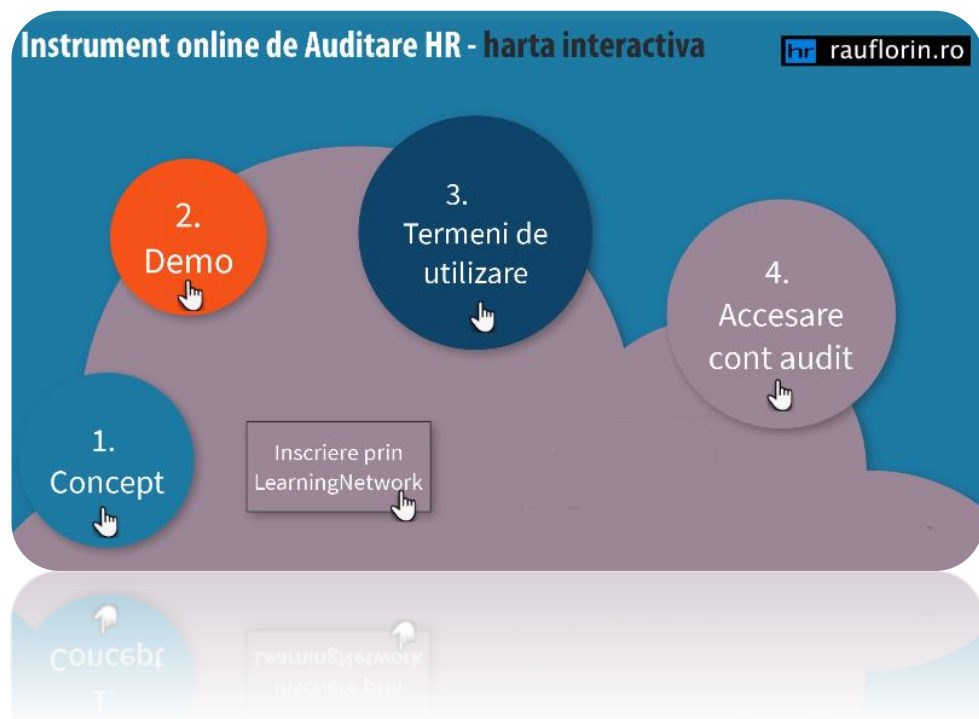 Instrument online de Auditare HR - harta interactiva
hr rauflorin.ro
1.
Concept
2.
Demo
3.
Termeni de
utilizare
4.
Accesare
cont audit
Inscriere prin
LearningNetwork